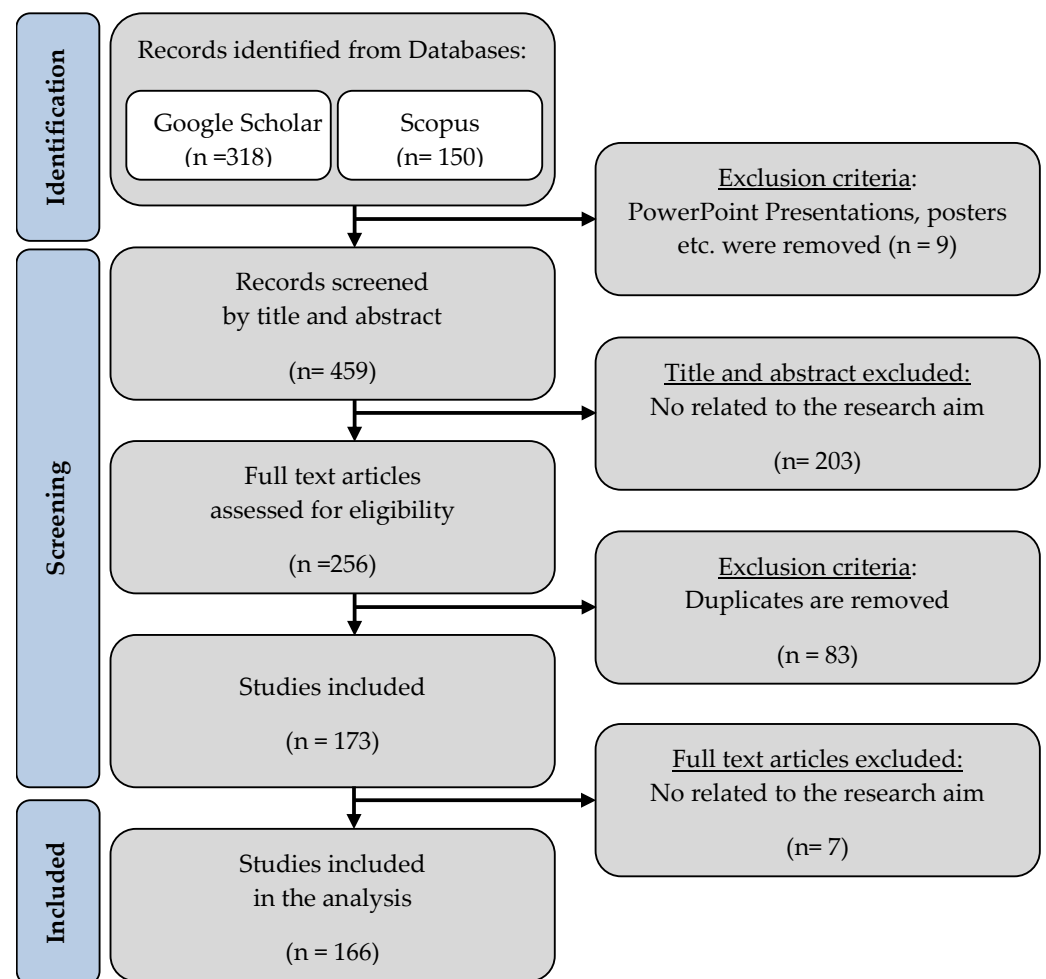 Identification
Records identified from Databases:
Google Scholar
(n =318)
Scopus
(n= 150)
Exclusion criteria:
PowerPoint Presentations, posters
etc. were removed (n = 9)
Screening
Records screened
by title and abstract
(n= 459)
Title and abstract excluded:
No related to the research aim
(n= 203)
Full text articles
assessed for eligibility
(n =256)
Exclusion criteria:
Duplicates are removed
(n = 83)
Studies included
(n = 173)
Full text articles excluded:
No related to the research aim
(n= 7)
Included
Studies included
in the analysis
(n = 166)